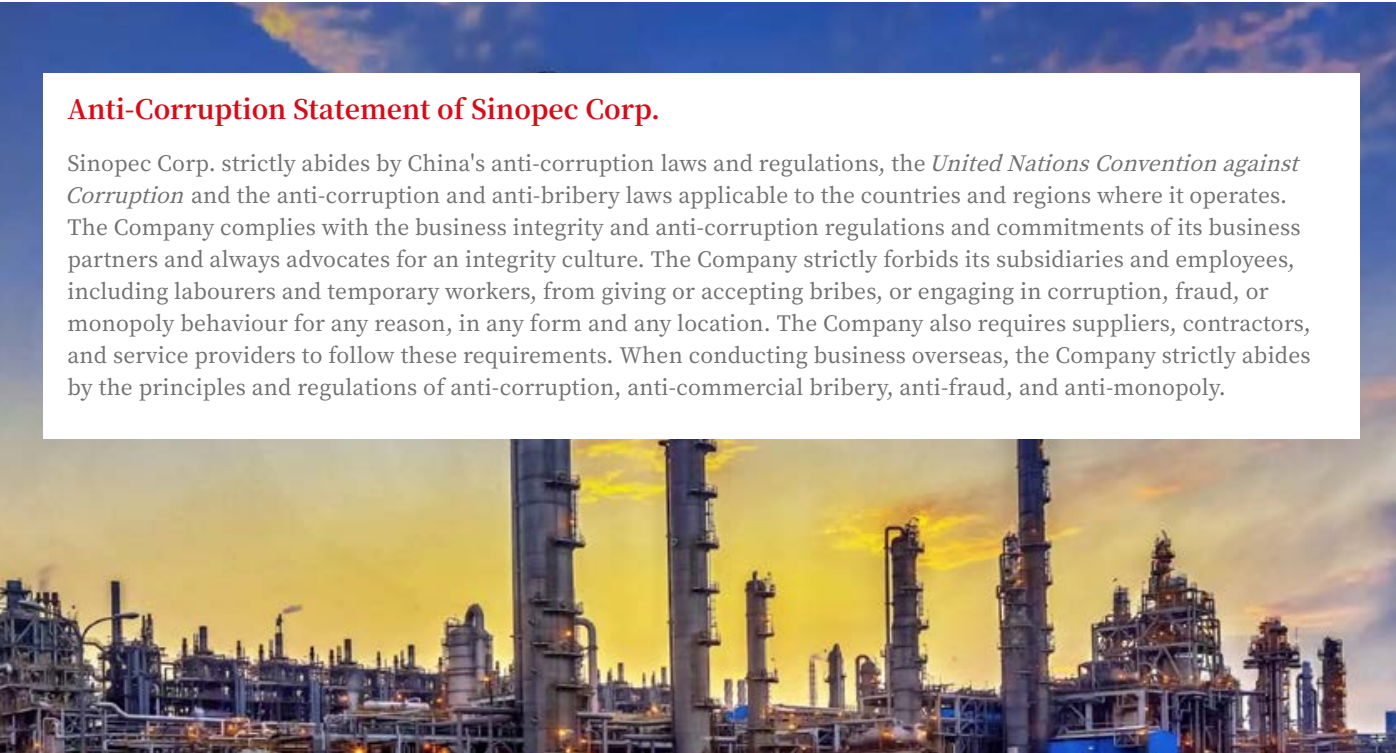 Anti-Corruption Statement of Sinopec Corp.
Sinopec Corp. strictly abides by China's anti-corruption laws and regulations, the United Nations Convention against
Corruption and the anti-corruption and anti-bribery laws applicable to the countries and regions where it operates.
The Company complies with the business integrity and anti-corruption regulations and commitments of its business
partners and always advocates for an integrity culture. The Company strictly forbids its subsidiaries and employees,
including labourers and temporary workers, from giving or accepting bribes, or engaging in corruption, fraud, or
monopoly behaviour for any reason, in any form and any location. The Company also requires suppliers, contractors,
and service providers to follow these requirements. When conducting business overseas, the Company strictly abides
by the principles and regulations of anti-corruption, anti-commercial bribery, anti-fraud, and anti-monopoly.